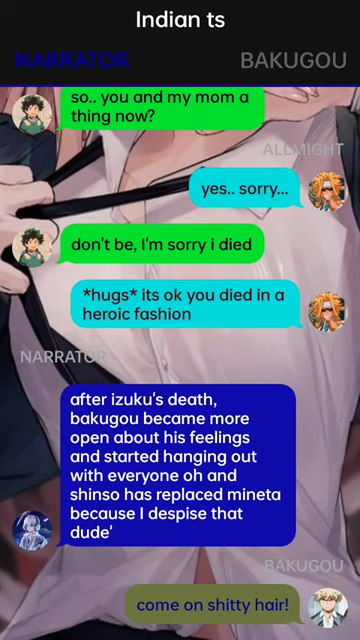 Indian ts
NARRATOR
BAKUGOU
so.. you and my mom a
thing now?
ALLMIGHT
yes.. sorry...
don't be, I'm sorry i died
*hugs* its ok you died in a
heroic fashion
NARRATOR
after izuku's death,
bakugou became more
open about his feelings
and started hanging out
with everyone oh and
shinso has replaced mineta
because I despise that
dude'
BAKUGOU
come on shitty hair!